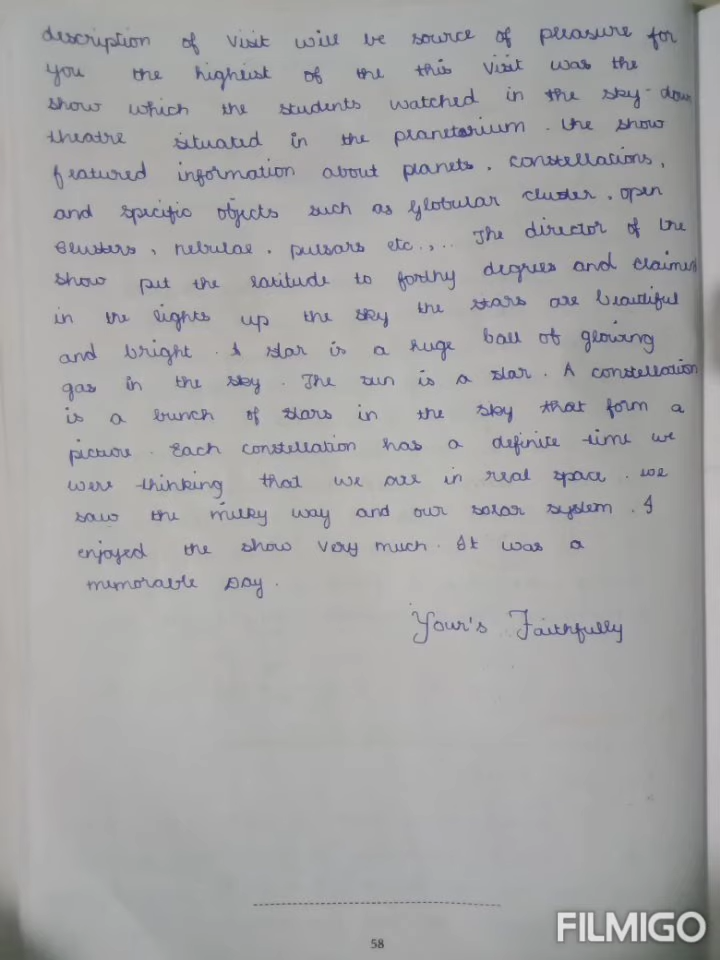 description of visit will be source of pleasure for
you the highest of the this visit was the
show which the students watched in the sky-dom
theatre situated in the planetarium. the show
featured information about planets, constellations,
and specific objects such as globular cluster, open
clusters, nebulae, pulsars etc.,.. The director of the
show put the latitude to forthy degrees and claimed
in the lights up the sky the stars are beautiful
and bright. A star is a huge ball of glowing
gas in the sky. The sun is a star. A constellation
is a bunch of stars in the sky that form a
picture. Each constellation has a definite time we
were thinking that we are in real space. we
saw the milky way and our solar system. I
enjoyed the show very much. It was a
memorable Day.
Your's Faithfully
58
FILMIGO